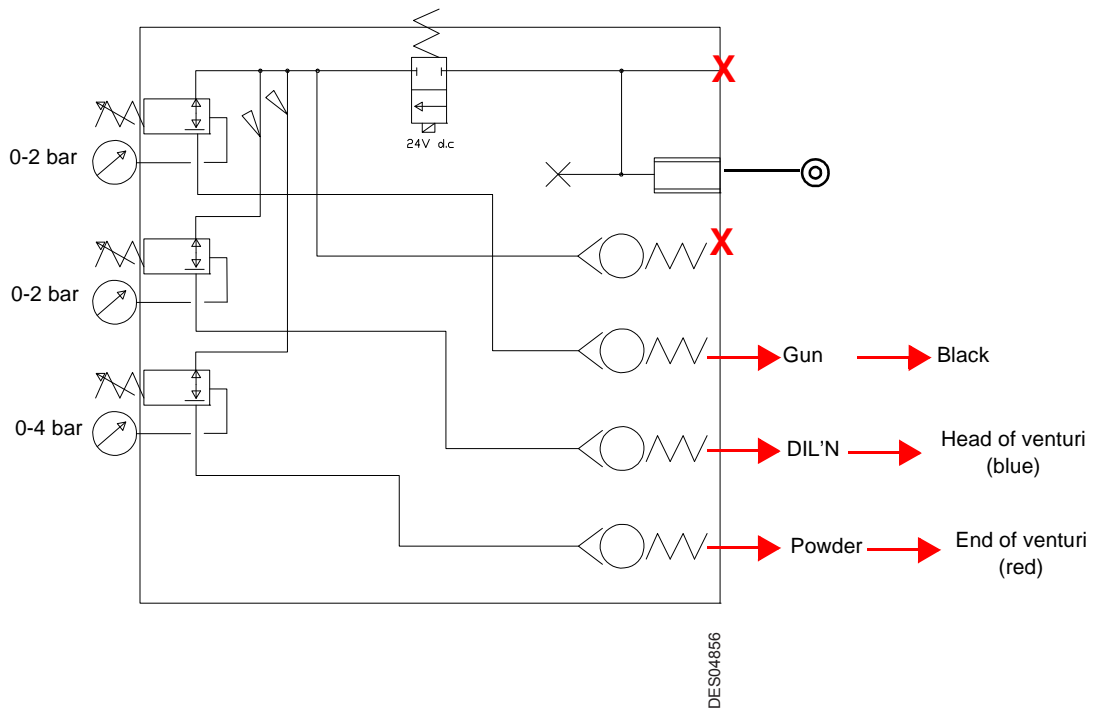 X
24V d.c
0-2 bar
X
0-2 bar
Gun
Black
0-4 bar
DIL'N
Head of venturi
(blue)
Powder
End of venturi
(red)
DES04856